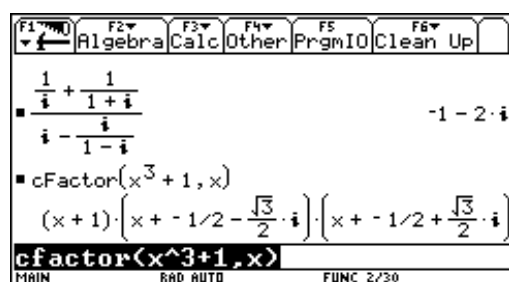 F1 F2 F3 F4 F5 F6
Algebra Calc Other PrgmIO Clean Up
■ (1/i + 1/(1 + i))/(i − i/(1 − i)) ⁻1 − 2·i
■ cFactor(x³ + 1, x)
(x + 1)·(x + ⁻1/2 − √3/2·i)·(x + ⁻1/2 + √3/2·i)
cfactor(x^3+1,x)
MAIN RAD AUTO FUNC 2/30